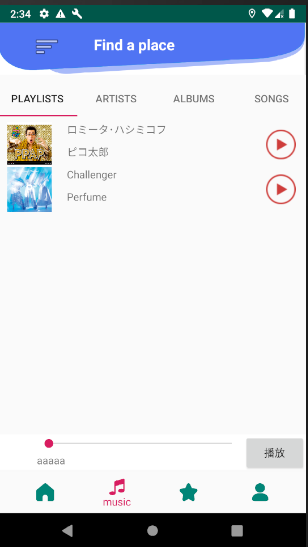 2:34
Find a place
PLAYLISTS ARTISTS ALBUMS SONGS
ロミータ･ハシミコフ
ピコ太郎
Challenger
Perfume
aaaaa
播放
music